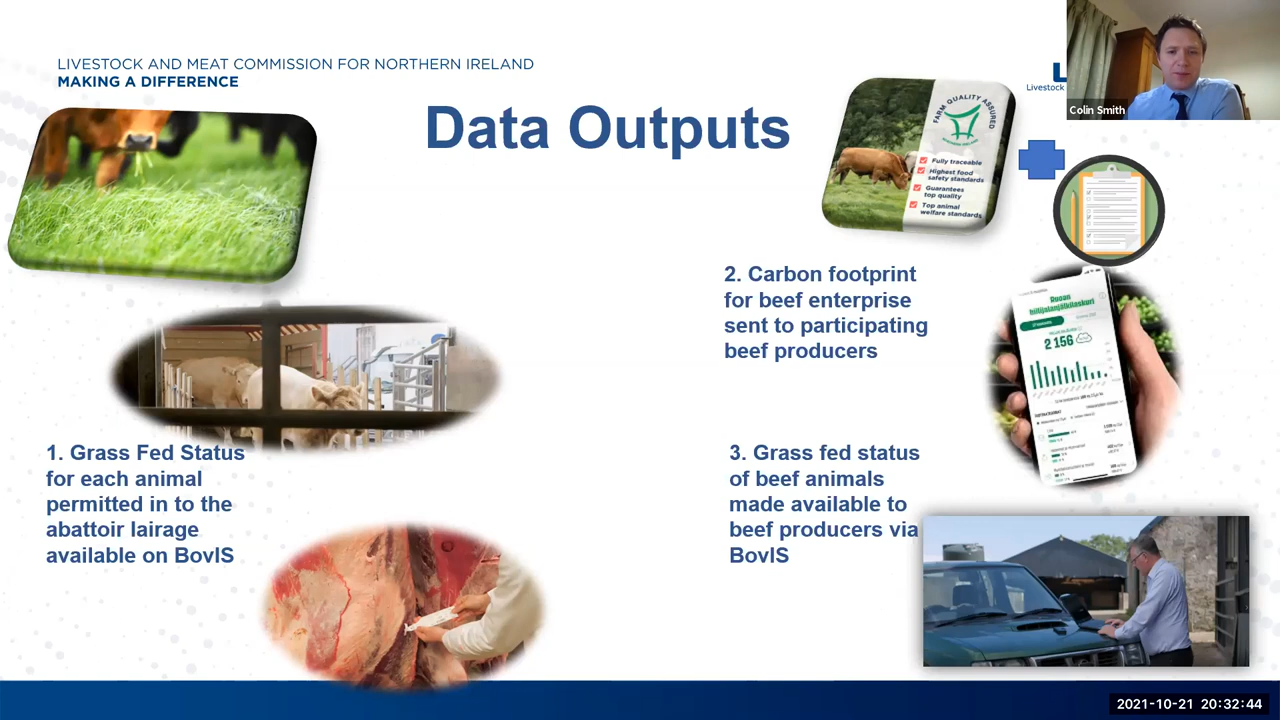 LIVESTOCK AND MEAT COMMISSION FOR NORTHERN IRELAND
MAKING A DIFFERENCE
Data Outputs
FARM QUALITY ASSURED
NORTHERN IRELAND
Fully traceable
Highest food
safety standards
Guarantees
top quality
Top animal
welfare standards
Livestock
Colin Smith
2. Carbon footprint
for beef enterprise
sent to participating
beef producers
Ruoan
hiilijalanjälkilaskuri
2 156
1. Grass Fed Status
for each animal
permitted in to the
abattoir lairage
available on BovIS
3. Grass fed status
of beef animals
made available to
beef producers via
BovIS
2021-10-21 20:32:44